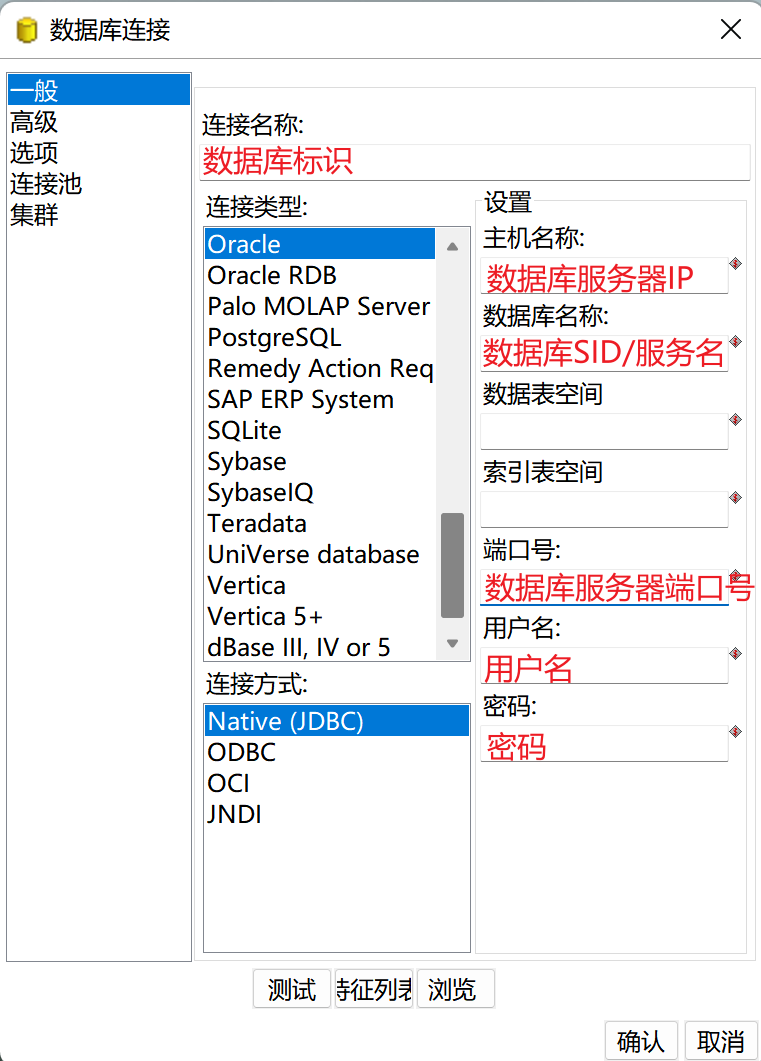 数据库连接
一般
高级
选项
连接池
集群
连接名称:
数据库标识
连接类型:
Oracle
Oracle RDB
Palo MOLAP Server
PostgreSQL
Remedy Action Req
SAP ERP System
SQLite
Sybase
SybaseIQ
Teradata
UniVerse database
Vertica
Vertica 5+
dBase III, IV or 5
连接方式:
Native (JDBC)
ODBC
OCI
JNDI
设置
主机名称:
数据库服务器IP
数据库名称:
数据库SID/服务名
数据表空间
索引表空间
端口号:
数据库服务器端口号
用户名:
用户名
密码:
密码
测试
特征列表
浏览
确认
取消